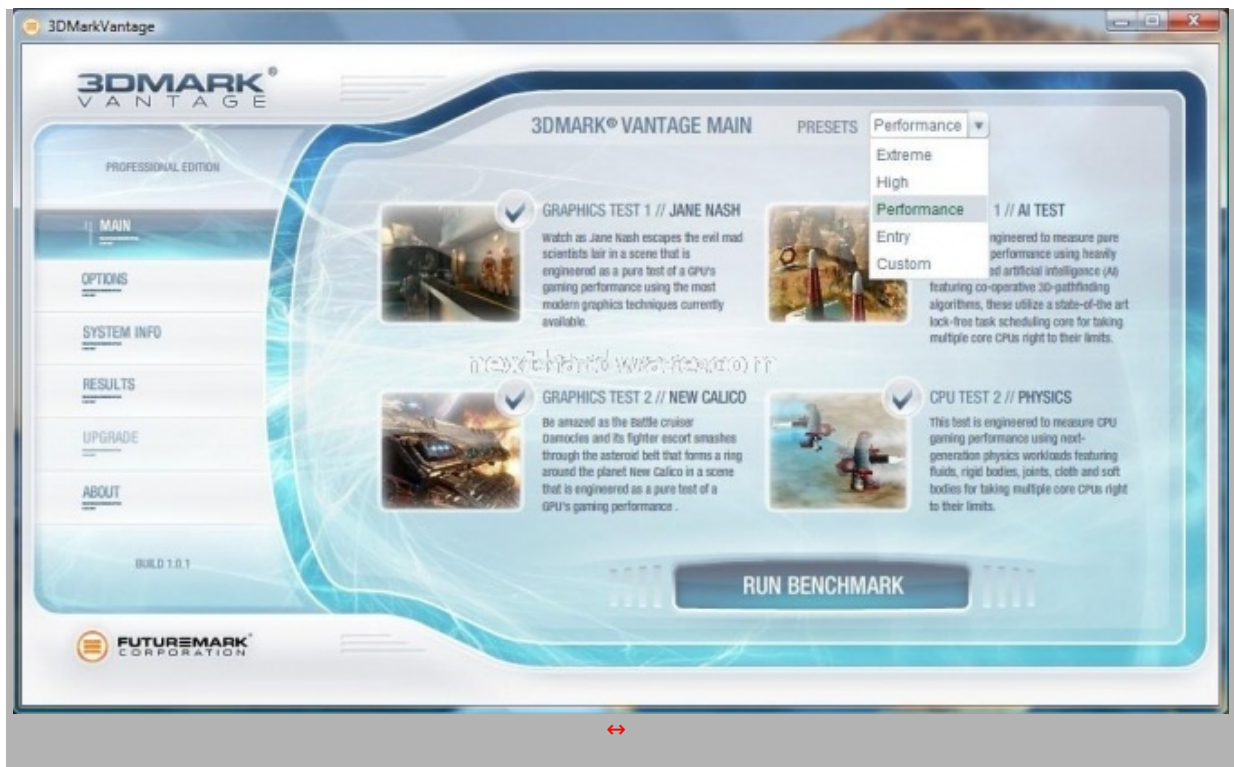 3DMarkVantage
3DMARK®
VANTAGE
PROFESSIONAL EDITION
MAIN
OPTIONS
SYSTEM INFO
RESULTS
UPGRADE
ABOUT
BUILD 1.0.1
FUTUREMARK
CORPORATION
3DMARK® VANTAGE MAIN
PRESETS
Performance
Extreme
High
Performance
Entry
Custom
GRAPHICS TEST 1 // JANE NASH
Watch as Jane Nash escapes the evil mad
scientists lair in a scene that is
engineered as a pure test of a GPU's
gaming performance using the most
modern graphics techniques currently
available.
1 // AI TEST
ngineered to measure pure
performance using heavily
ed artificial intelligence (AI)
featuring co-operative 3D-pathfinding
algorithms, these utilize a state-of-the art
lock-free task scheduling core for taking
multiple core CPUs right to their limits.
nexthardware.com
GRAPHICS TEST 2 // NEW CALICO
Be amazed as the Battle cruiser
Damocles and its fighter escort smashes
through the asteroid belt that forms a ring
around the planet New Calico in a scene
that is engineered as a pure test of a
GPU's gaming performance .
CPU TEST 2 // PHYSICS
This test is engineered to measure CPU
gaming performance using next-
generation physics workloads featuring
fluids, rigid bodies, joints, cloth and soft
bodies for taking multiple core CPUs right
to their limits.
RUN BENCHMARK